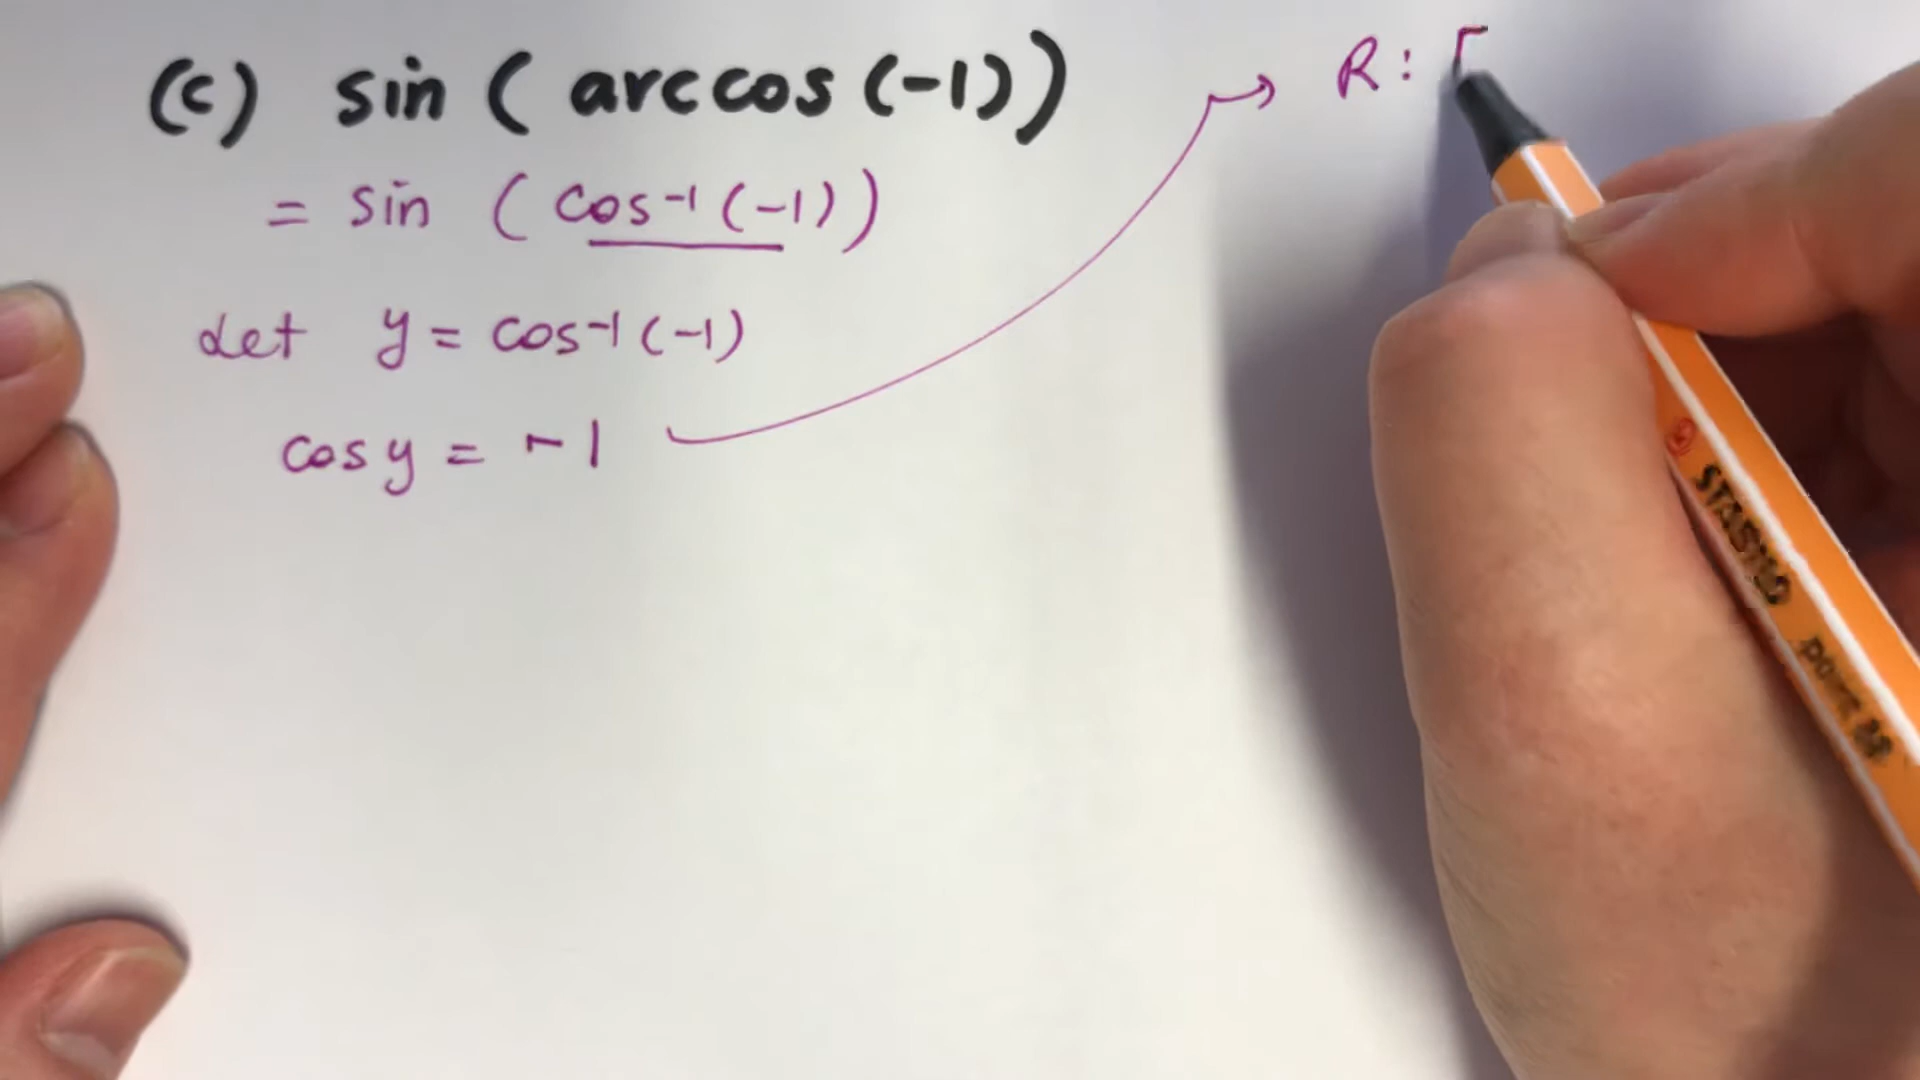 (c) sin ( arccos (-1))
→ R: [
= sin ( cos⁻¹ (-1))
Let y = cos⁻¹ (-1)
cos y = -1
STABILO
point 88